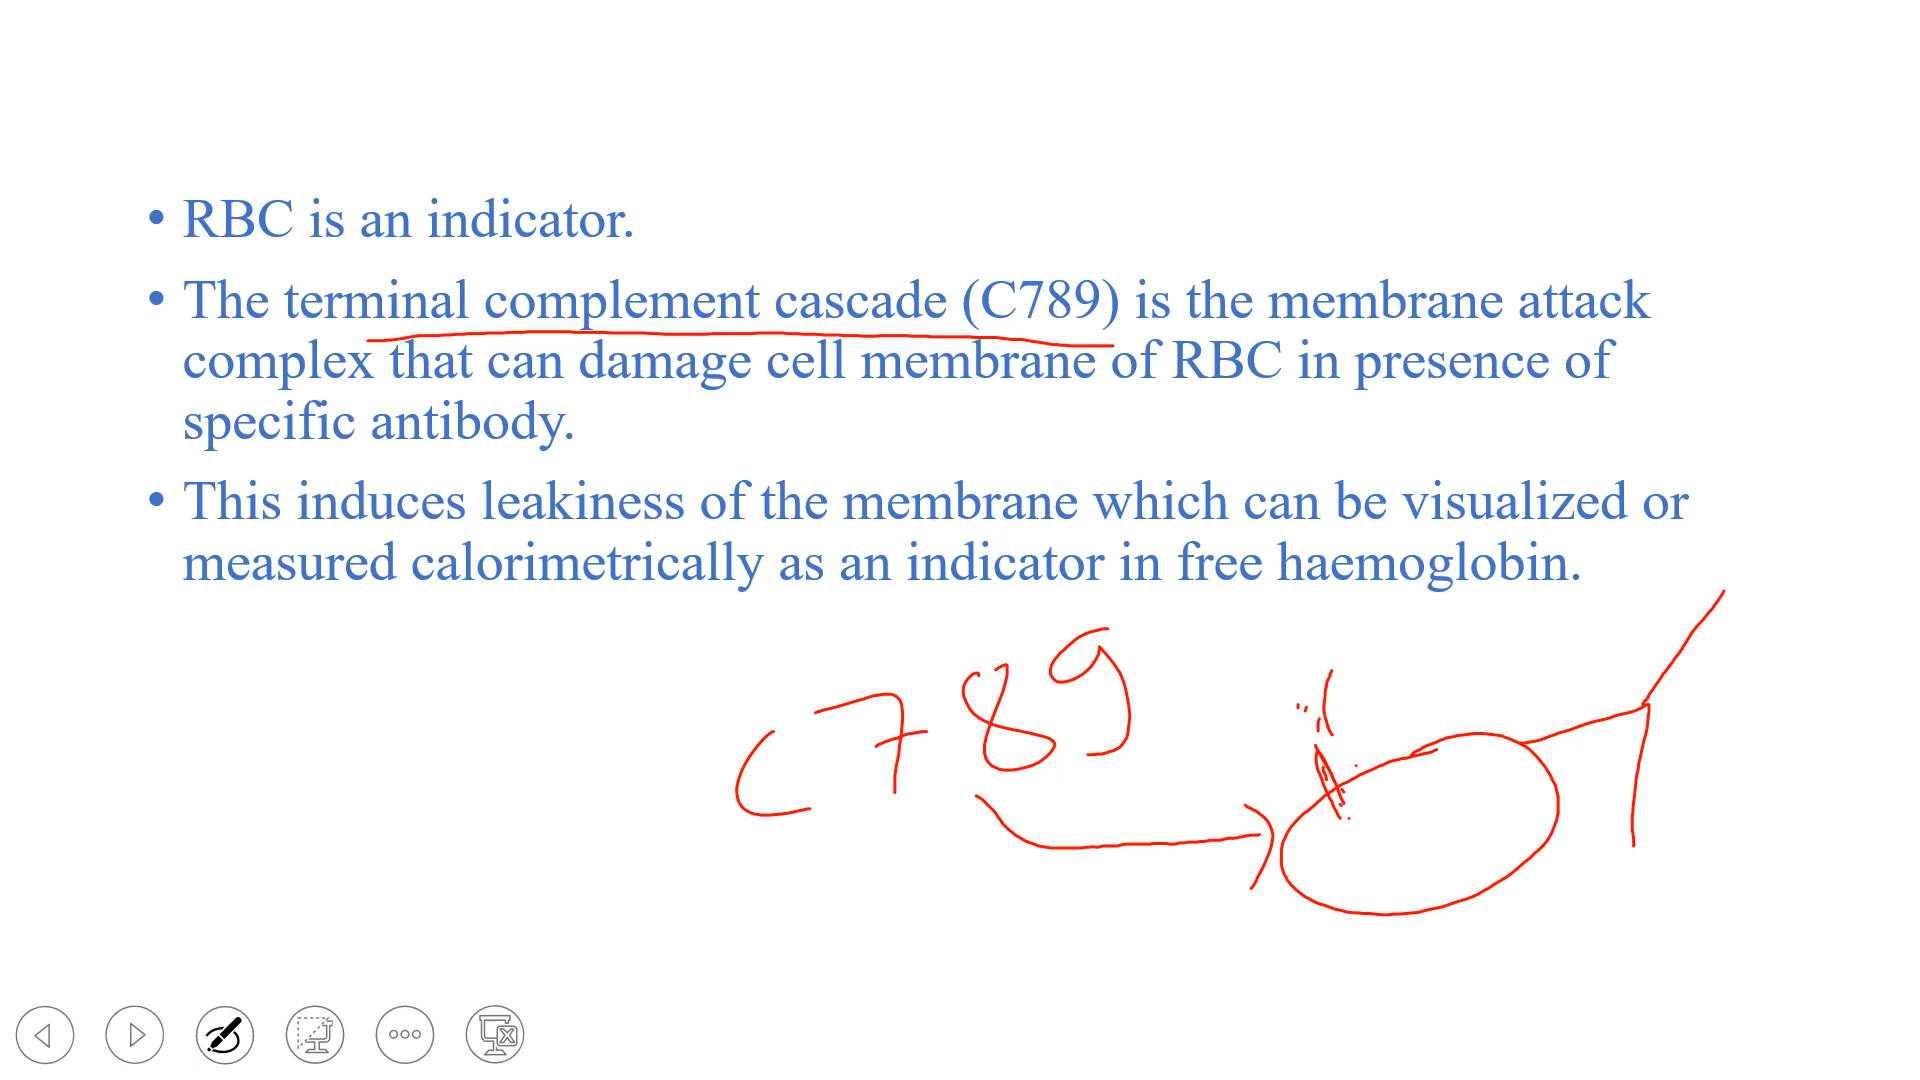 • RBC is an indicator.
• The terminal complement cascade (C789) is the membrane attack
complex that can damage cell membrane of RBC in presence of
specific antibody.
• This induces leakiness of the membrane which can be visualized or
measured calorimetrically as an indicator in free haemoglobin.
C789